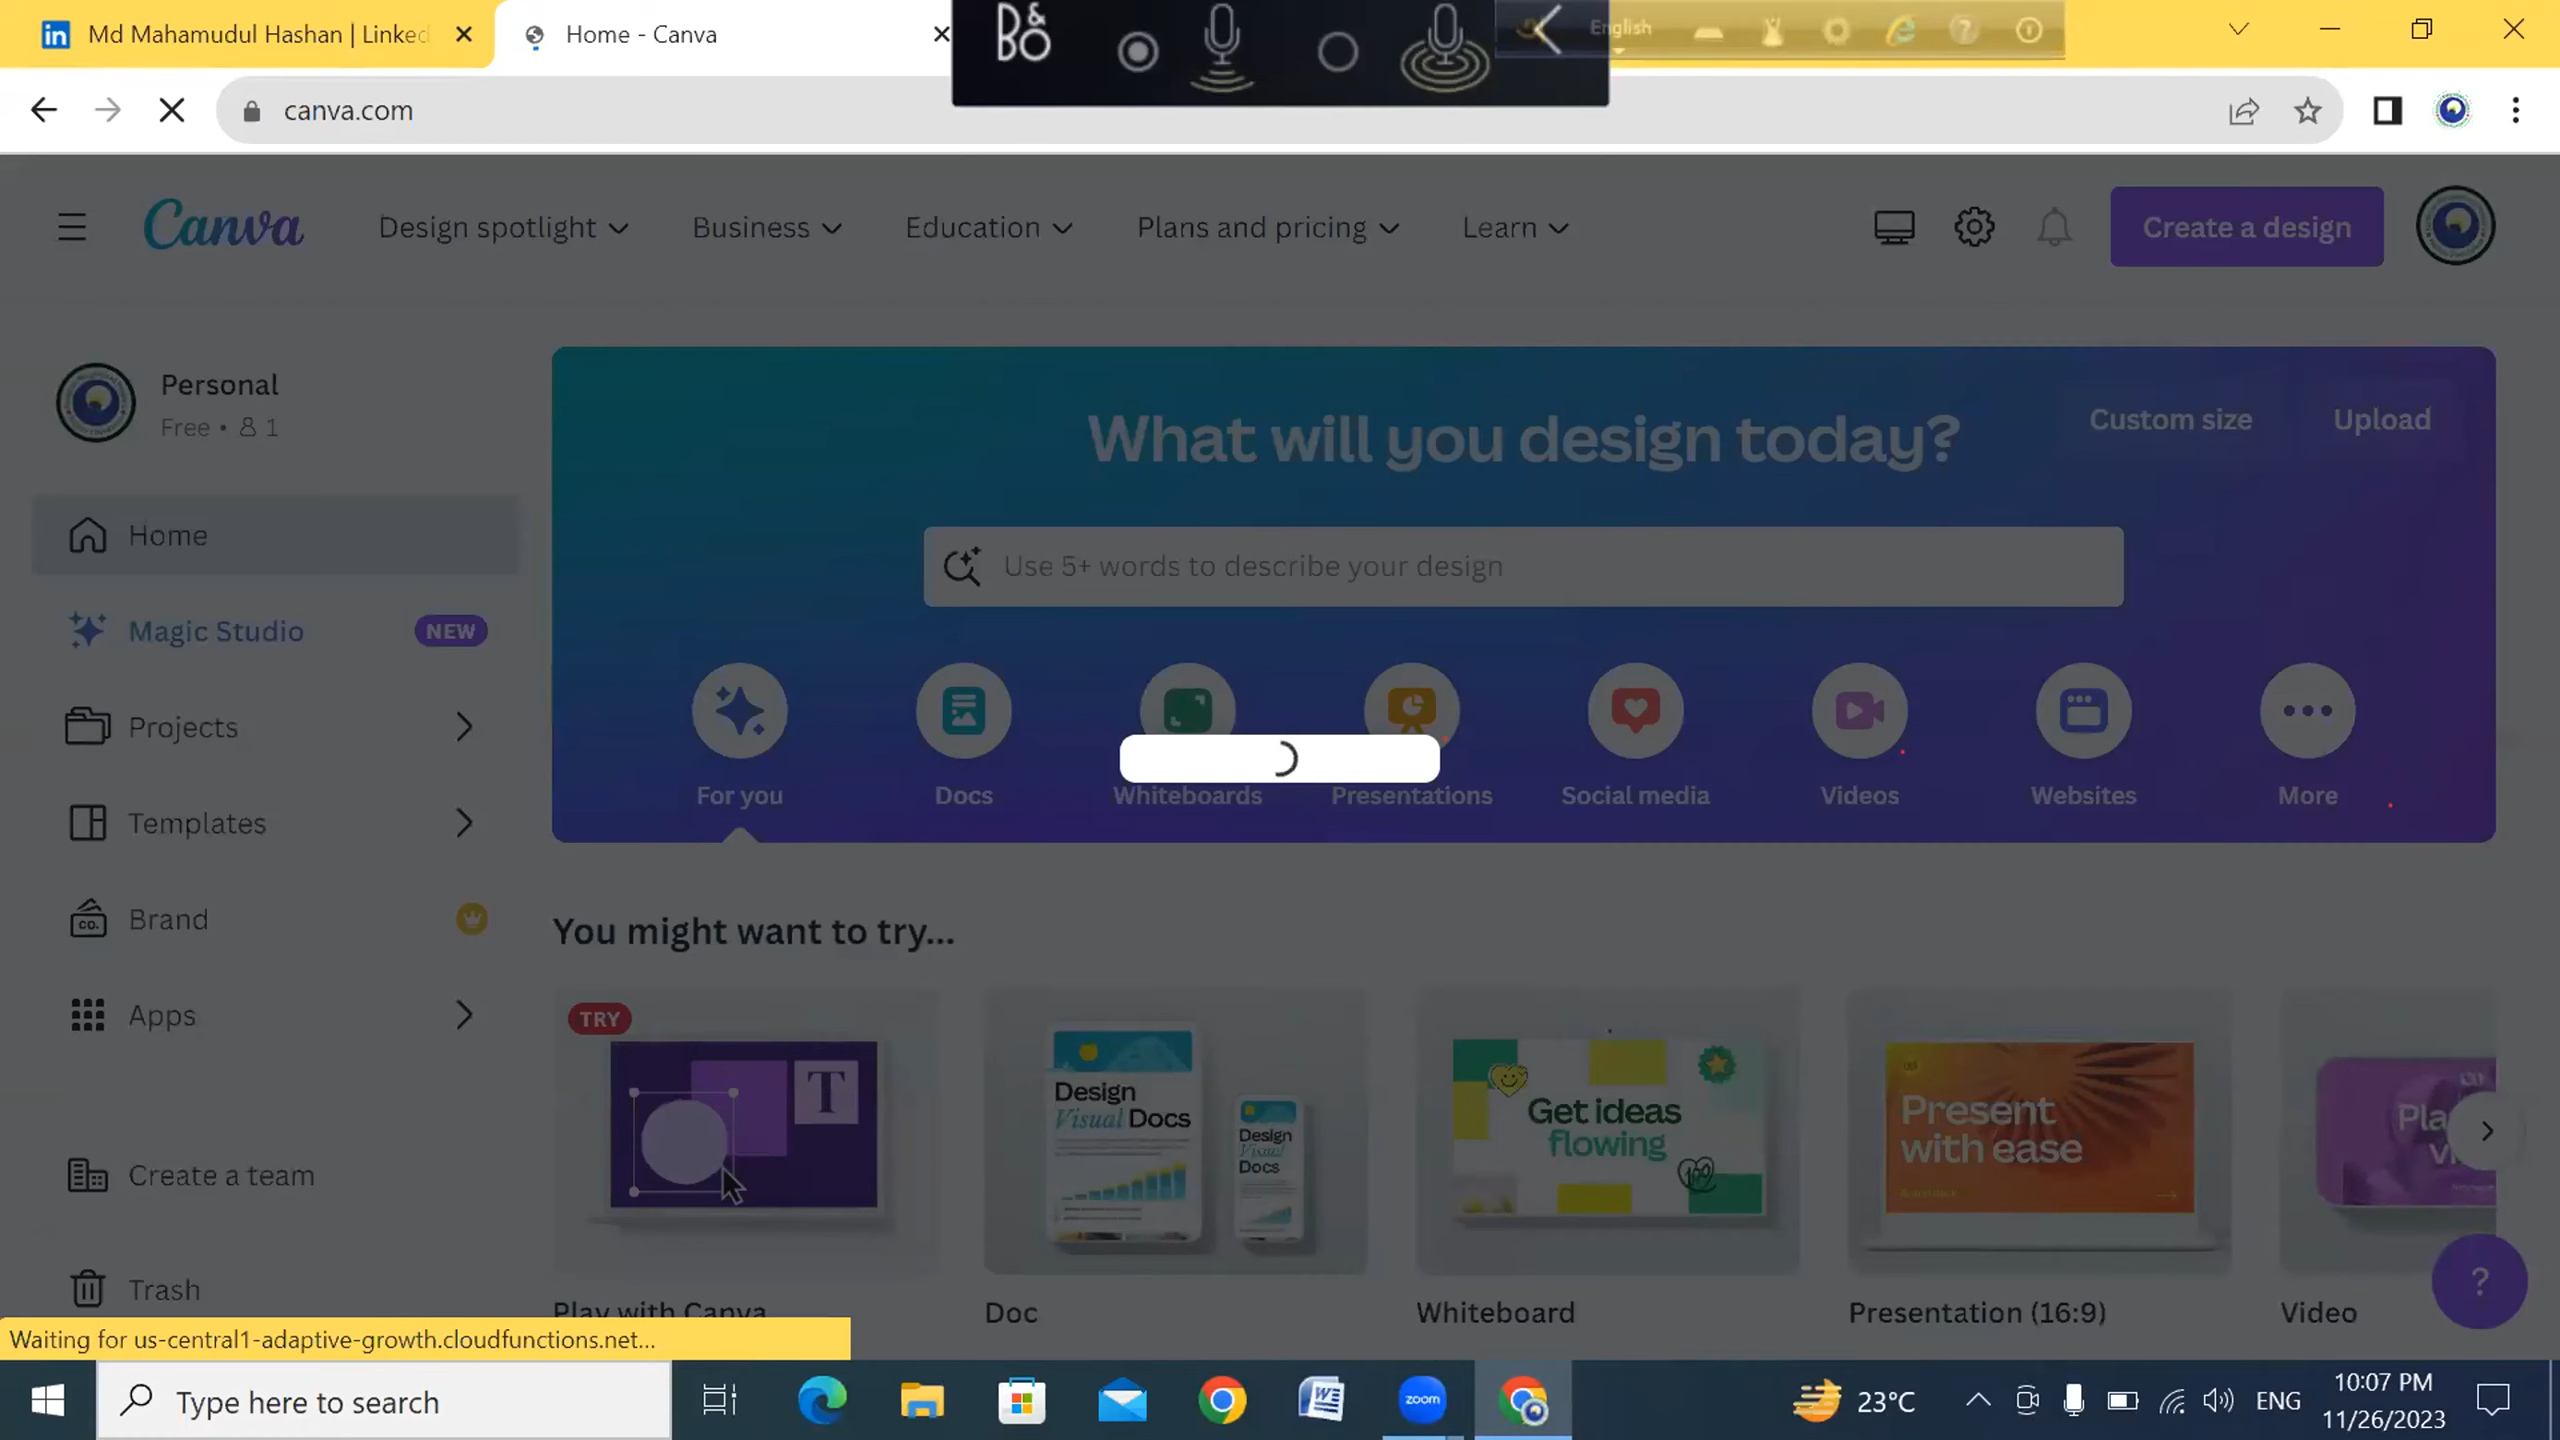 Md Mahamudul Hashan | Linked
Home - Canva
B&O
English
canva.com
Canva
Design spotlight
Business
Education
Plans and pricing
Learn
Create a design
Personal
Free • 1
What will you design today?
Custom size
Upload
Home
Use 5+ words to describe your design
Magic Studio
NEW
Projects
Templates
Brand
Apps
Create a team
Trash
For you
Docs
Whiteboards
Presentations
Social media
Videos
Websites
More
You might want to try...
TRY
T
Design
Visual Docs
Design
Visual
Docs
Get ideas
flowing
100
Present
with ease
Play with Canva
Doc
Whiteboard
Presentation (16:9)
Video
?
Waiting for us-central1-adaptive-growth.cloudfunctions.net...
Type here to search
zoom
23°C
ENG
10:07 PM
11/26/2023